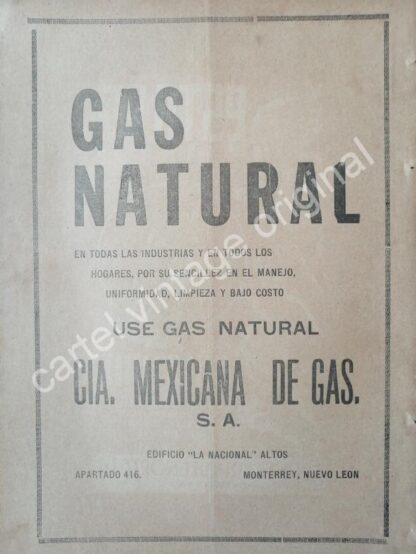 GAS
NATURAL
EN TODAS LAS INDUSTRIAS Y EN TODOS LOS
HOGARES, POR SU SENCILLES EN EL MANEJO,
UNIFORMIDAD, LIMPIEZA Y BAJO COSTO
USE GAS NATURAL
CIA. MEXICANA DE GAS.
S. A.
EDIFICIO "LA NACIONAL" ALTOS
APARTADO 416. MONTERREY, NUEVO LEON
cartel vintage original